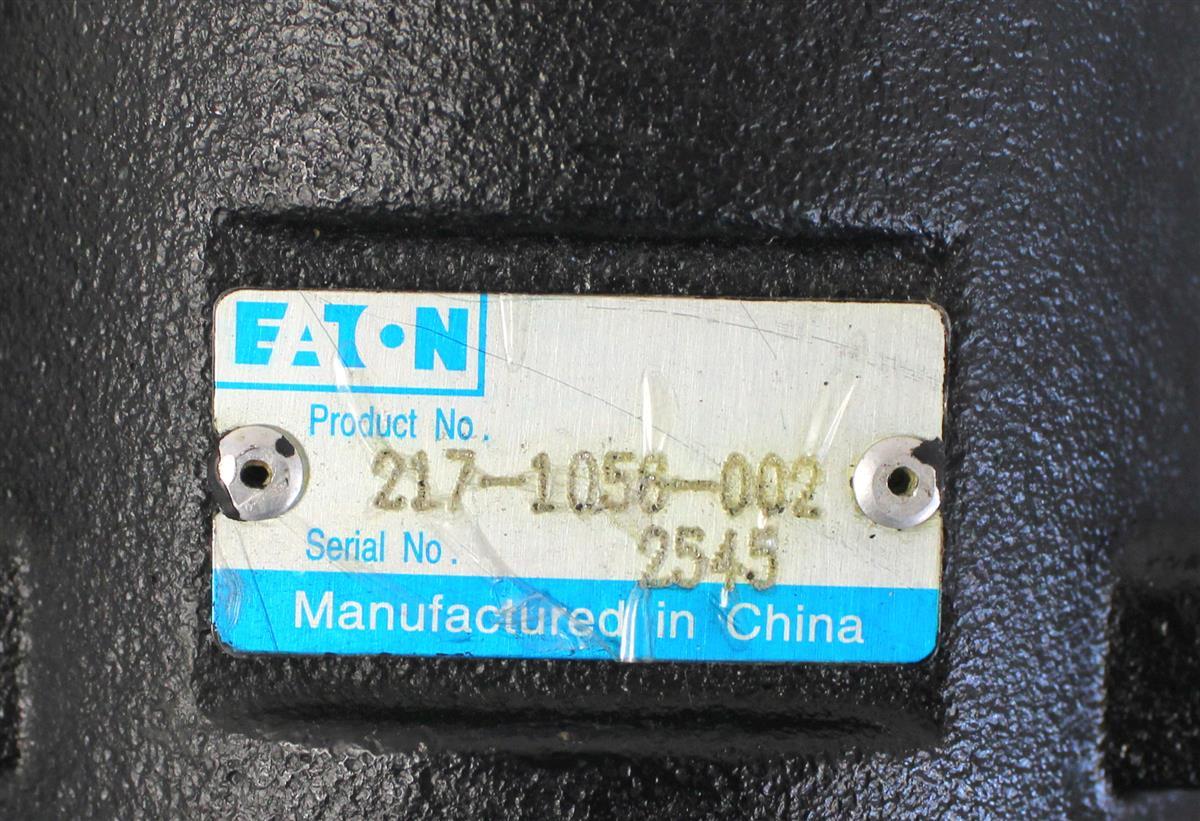 EATON
Product No.
217-1056-002
Serial No.
2545
Manufactured in China